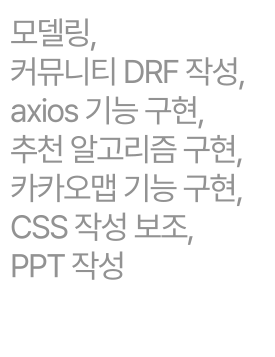 모델링,
커뮤니티 DRF 작성,
axios 기능 구현,
추천 알고리즘 구현,
카카오맵 기능 구현,
CSS 작성 보조,
PPT 작성